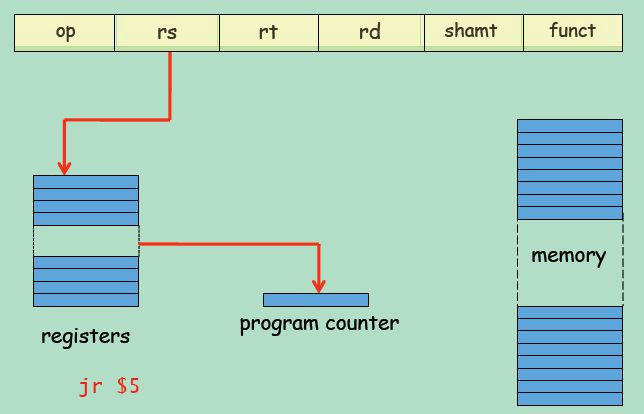 op rs rt rd shamt funct
memory
program counter
registers
jr $5